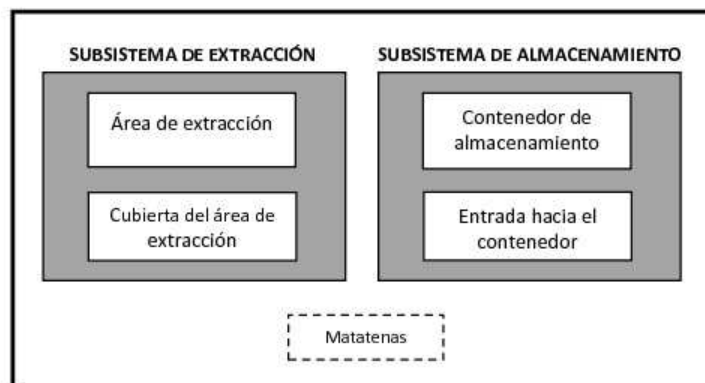 SUBSISTEMA DE EXTRACCIÓN
Área de extracción
Cubierta del área de
extracción
SUBSISTEMA DE ALMACENAMIENTO
Contenedor de
almacenamiento
Entrada hacia el
contenedor
Matatenas